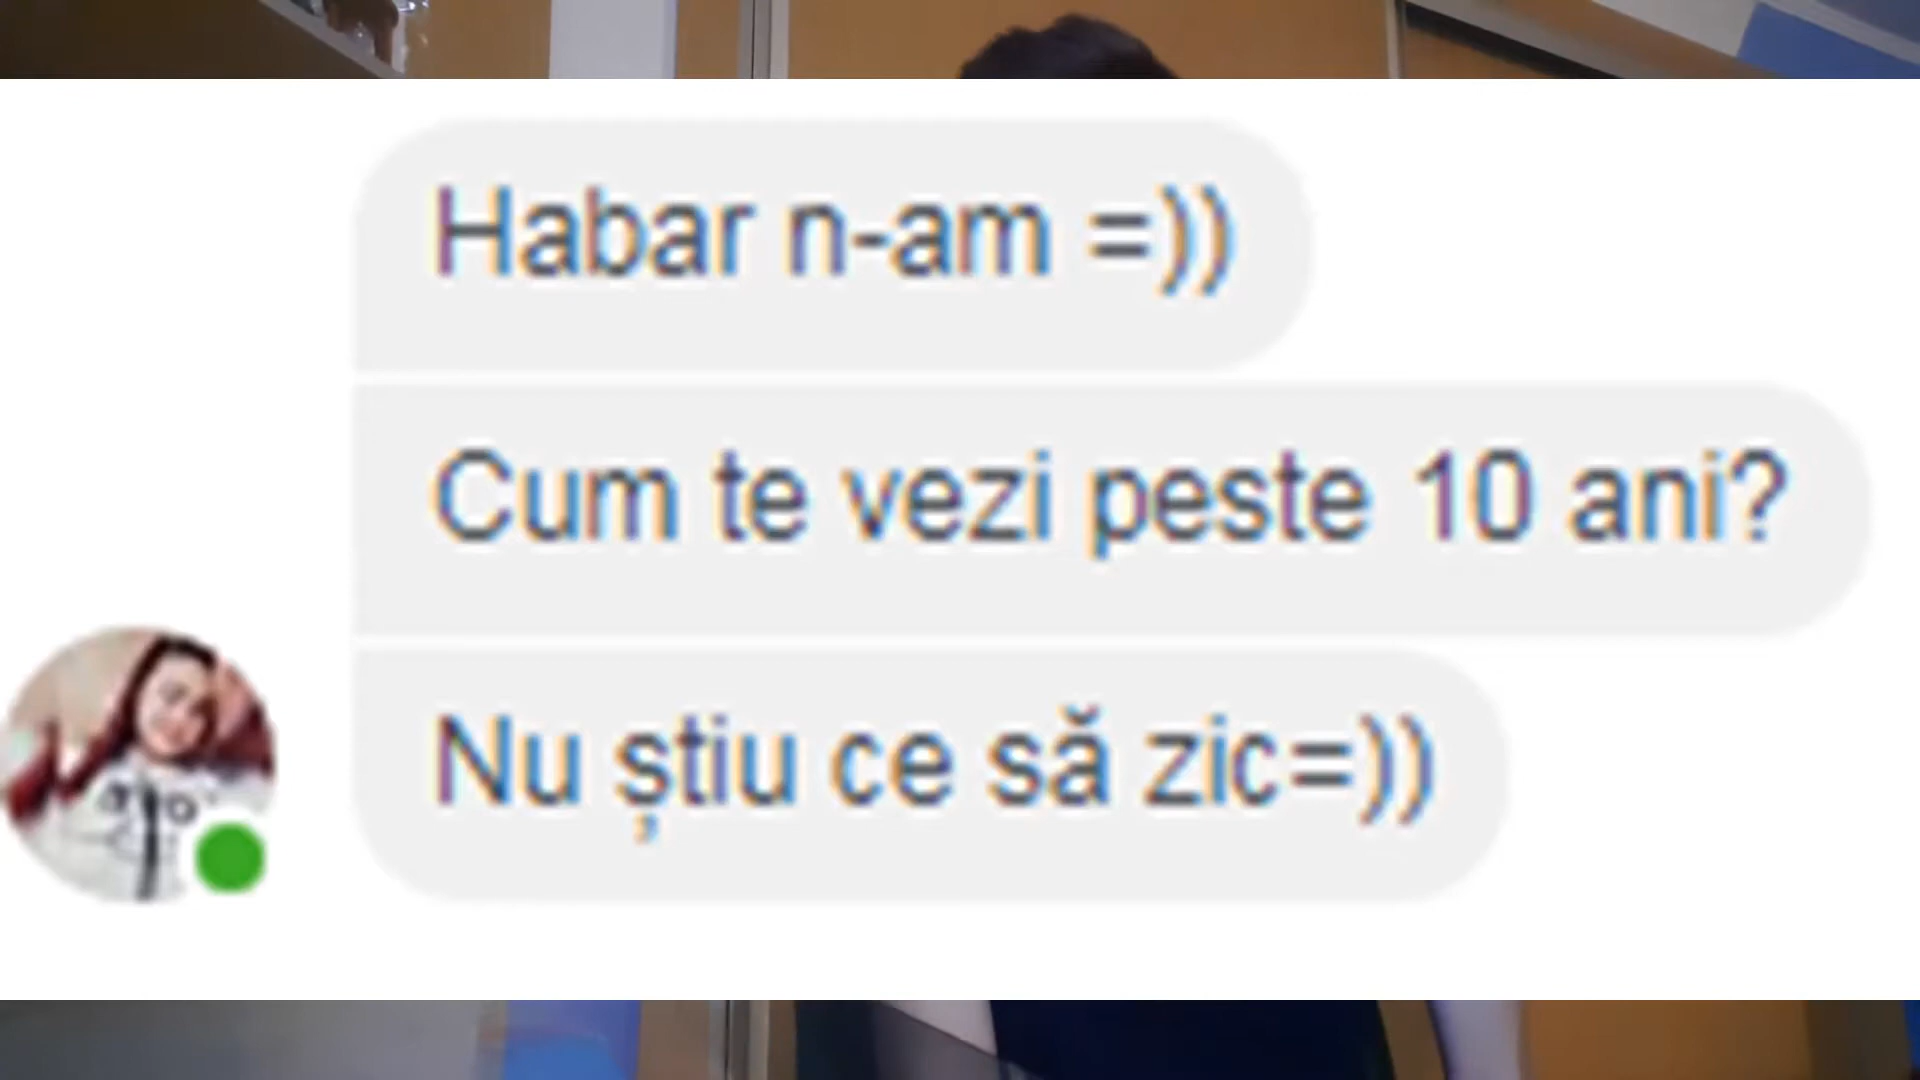 Habar n-am =))
Cum te vezi peste 10 ani?
Nu știu ce să zic=))